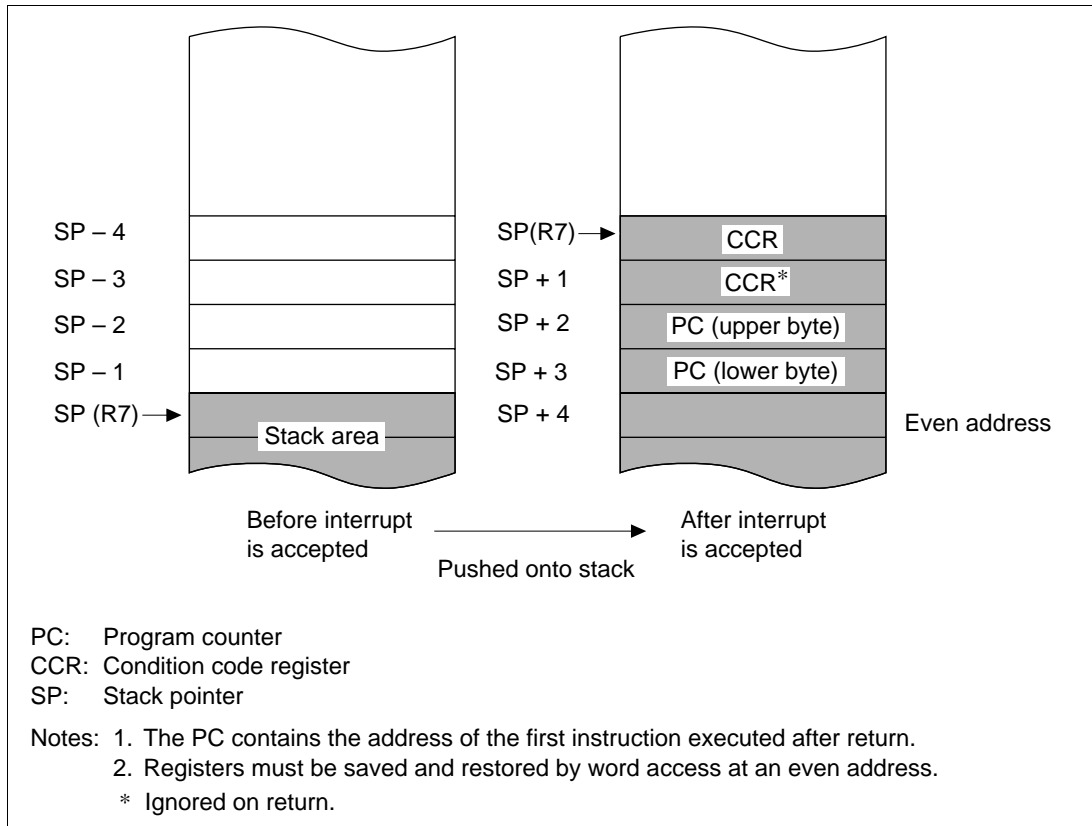 SP – 4
SP – 3
SP – 2
SP – 1
SP (R7)
Stack area
SP(R7)
SP + 1
SP + 2
SP + 3
SP + 4
CCR
CCR*
PC (upper byte)
PC (lower byte)
Even address
Before interrupt
is accepted
Pushed onto stack
After interrupt
is accepted
PC: Program counter
CCR: Condition code register
SP: Stack pointer
Notes: 1. The PC contains the address of the first instruction executed after return.
2. Registers must be saved and restored by word access at an even address.
* Ignored on return.